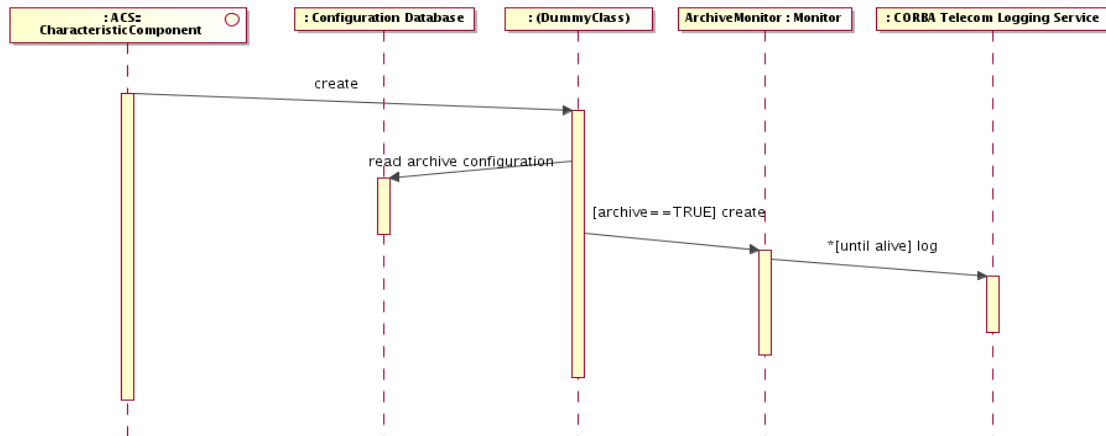 : ACS::
CharacteristicComponent
: Configuration Database
: (DummyClass)
ArchiveMonitor : Monitor
: CORBA Telecom Logging Service
create
read archive configuration
[archive==TRUE] create
*[until alive] log